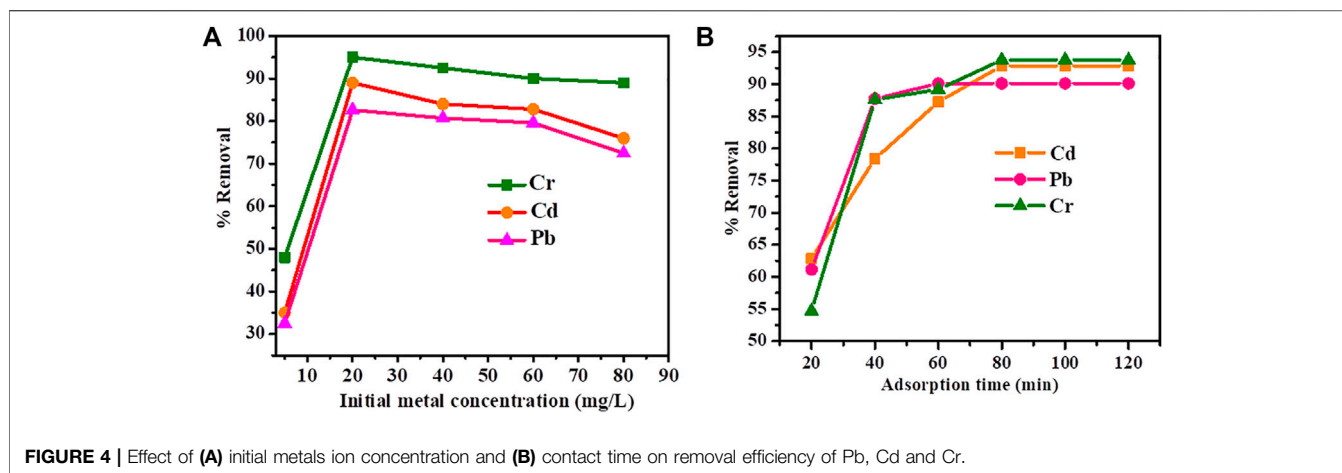 A
% Removal
100
90
80
70
60
50
40
30
Cr
Cd
Pb
10 20 30 40 50 60 70 80 90
Initial metal concentration (mg/L)
B
% Removal
95
90
85
80
75
70
65
60
55
50
Cd
Pb
Cr
20 40 60 80 100 120
Adsorption time (min)
FIGURE 4 | Effect of (A) initial metals ion concentration and (B) contact time on removal efficiency of Pb, Cd and Cr.